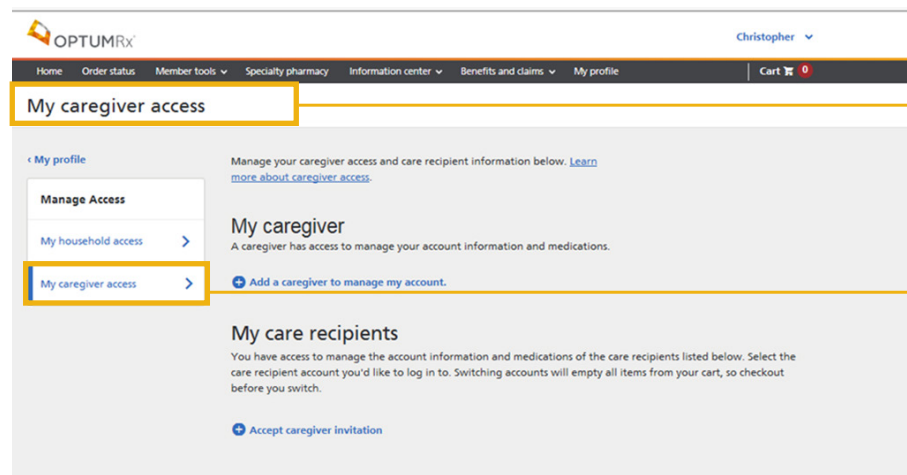 OPTUMRx
Christopher
Home Order status Member tools Specialty pharmacy Information center Benefits and claims My profile Cart 0
My caregiver access
‹ My profile
Manage Access
My household access
My caregiver access
Manage your caregiver access and care recipient information below. Learn
more about caregiver access.
My caregiver
A caregiver has access to manage your account information and medications.
Add a caregiver to manage my account.
My care recipients
You have access to manage the account information and medications of the care recipients listed below. Select the
care recipient account you'd like to log in to. Switching accounts will empty all items from your cart, so checkout
before you switch.
Accept caregiver invitation